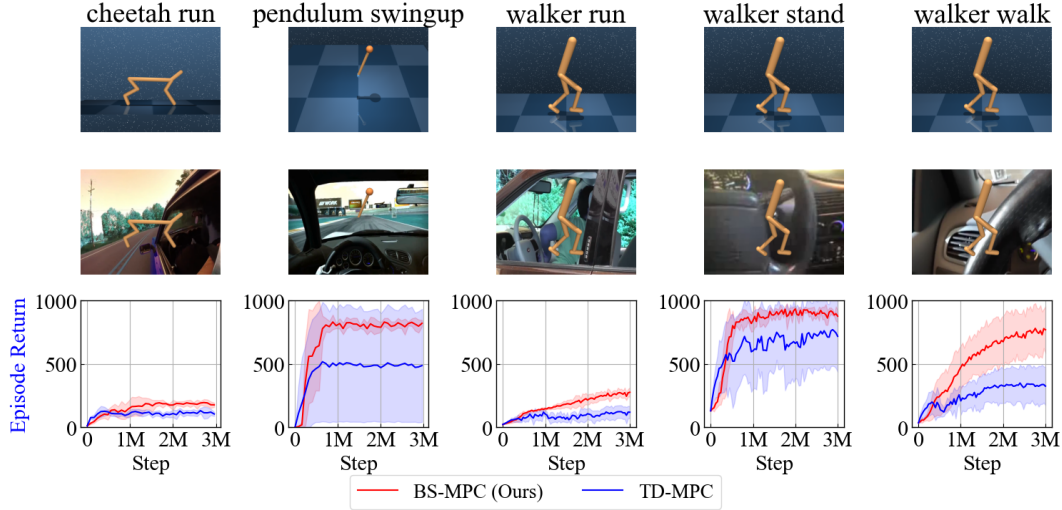 cheetah run
pendulum swingup
walker run
walker stand
walker walk
Episode Return
1000
500
0
0
1M
2M
3M
Step
1000
500
0
0
1M
2M
3M
Step
1000
500
0
0
1M
2M
3M
Step
1000
500
0
0
1M
2M
3M
Step
1000
500
0
0
1M
2M
3M
Step
BS-MPC (Ours)
TD-MPC